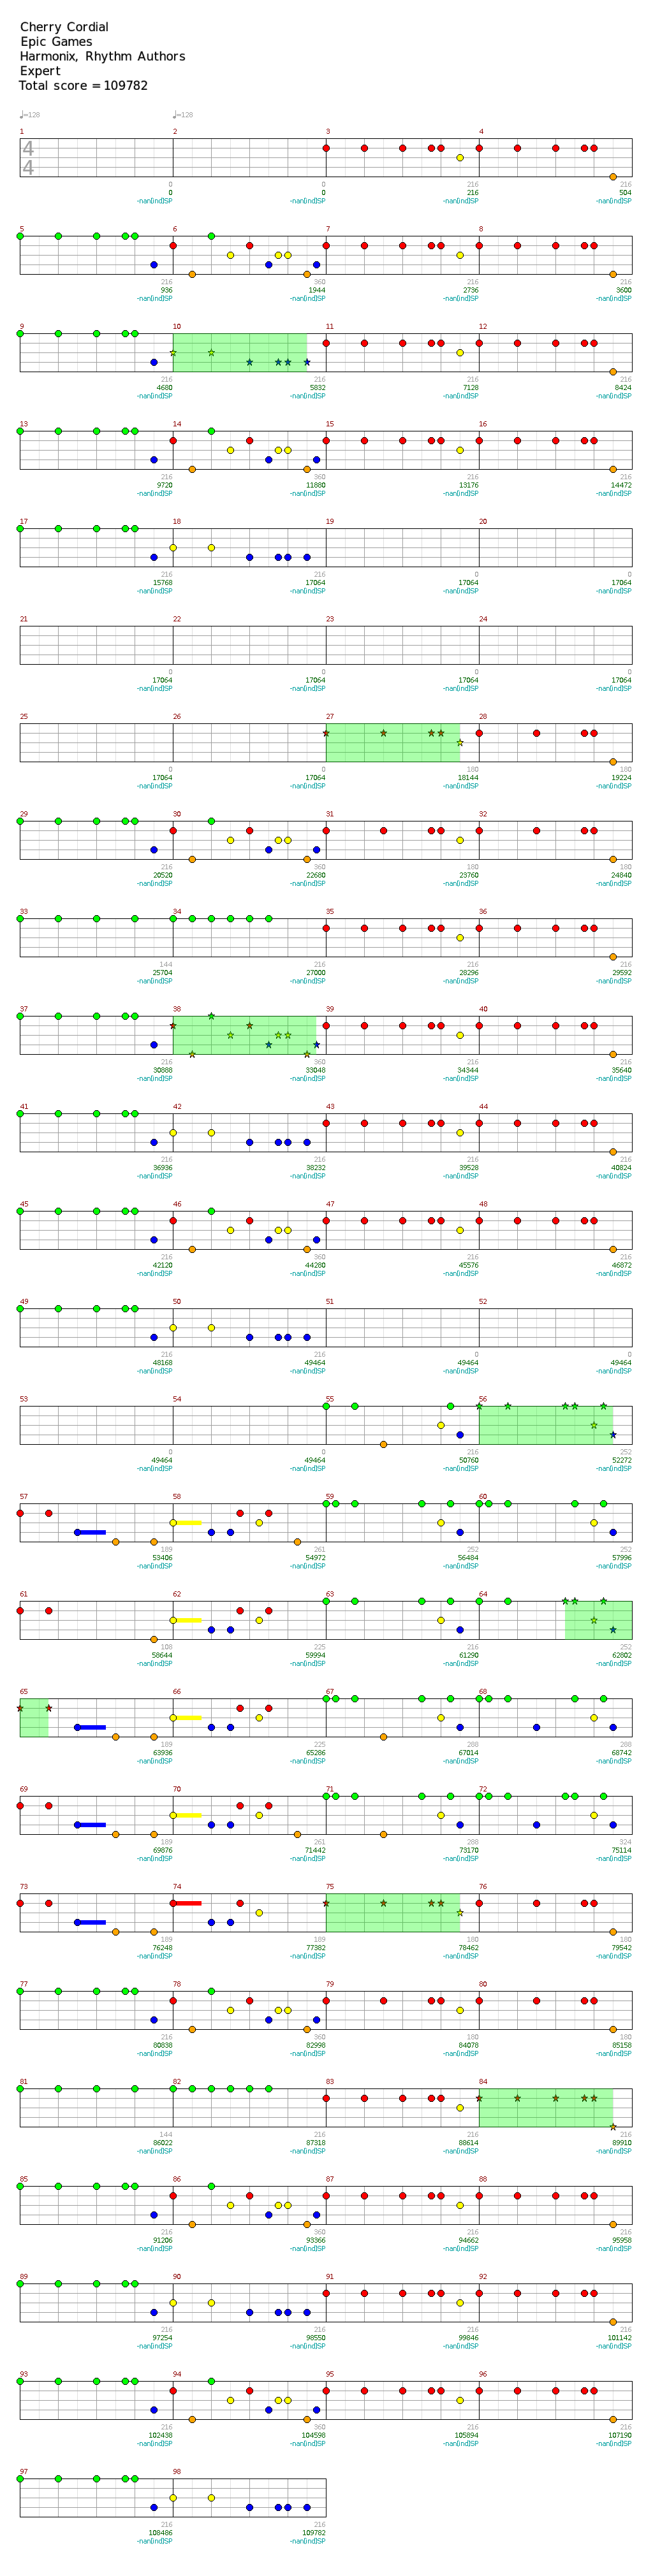 Cherry Cordial
Epic Games
Harmonix, Rhythm Authors
Expert
Total score = 109782
♩=128 ♩=128
1 2 3 4
4
4
0 0 216 216
0 0 216 504
-nan(ind)SP -nan(ind)SP -nan(ind)SP -nan(ind)SP
5 6 7 8
216 360 216 216
936 1944 2736 3600
-nan(ind)SP -nan(ind)SP -nan(ind)SP -nan(ind)SP
9 10 11 12
216 216 216 216
4680 5832 7128 8424
-nan(ind)SP -nan(ind)SP -nan(ind)SP -nan(ind)SP
13 14 15 16
216 360 216 216
9720 11880 13176 14472
-nan(ind)SP -nan(ind)SP -nan(ind)SP -nan(ind)SP
17 18 19 20
216 216 0 0
15768 17064 17064 17064
-nan(ind)SP -nan(ind)SP -nan(ind)SP -nan(ind)SP
21 22 23 24
0 0 0 0
17064 17064 17064 17064
-nan(ind)SP -nan(ind)SP -nan(ind)SP -nan(ind)SP
25 26 27 28
0 0 180 180
17064 17064 18144 19224
-nan(ind)SP -nan(ind)SP -nan(ind)SP -nan(ind)SP
29 30 31 32
216 360 180 180
20520 22680 23760 24840
-nan(ind)SP -nan(ind)SP -nan(ind)SP -nan(ind)SP
33 34 35 36
144 216 216 216
25704 27000 28296 29592
-nan(ind)SP -nan(ind)SP -nan(ind)SP -nan(ind)SP
37 38 39 40
216 360 216 216
30888 33048 34344 35640
-nan(ind)SP -nan(ind)SP -nan(ind)SP -nan(ind)SP
41 42 43 44
216 216 216 216
36936 38232 39528 40824
-nan(ind)SP -nan(ind)SP -nan(ind)SP -nan(ind)SP
45 46 47 48
216 360 216 216
42120 44280 45576 46872
-nan(ind)SP -nan(ind)SP -nan(ind)SP -nan(ind)SP
49 50 51 52
216 216 0 0
48168 49464 49464 49464
-nan(ind)SP -nan(ind)SP -nan(ind)SP -nan(ind)SP
53 54 55 56
0 0 216 252
49464 49464 50760 52272
-nan(ind)SP -nan(ind)SP -nan(ind)SP -nan(ind)SP
57 58 59 60
189 261 252 252
53406 54972 56484 57996
-nan(ind)SP -nan(ind)SP -nan(ind)SP -nan(ind)SP
61 62 63 64
108 225 216 252
58644 59994 61290 62802
-nan(ind)SP -nan(ind)SP -nan(ind)SP -nan(ind)SP
65 66 67 68
189 225 288 288
63936 65286 67014 68742
-nan(ind)SP -nan(ind)SP -nan(ind)SP -nan(ind)SP
69 70 71 72
189 261 288 324
69876 71442 73170 75114
-nan(ind)SP -nan(ind)SP -nan(ind)SP -nan(ind)SP
73 74 75 76
189 189 180 180
76248 77382 78462 79542
-nan(ind)SP -nan(ind)SP -nan(ind)SP -nan(ind)SP
77 78 79 80
216 360 180 180
80838 82998 84078 85158
-nan(ind)SP -nan(ind)SP -nan(ind)SP -nan(ind)SP
81 82 83 84
144 216 216 216
86022 87318 88614 89910
-nan(ind)SP -nan(ind)SP -nan(ind)SP -nan(ind)SP
85 86 87 88
216 360 216 216
91206 93366 94662 95958
-nan(ind)SP -nan(ind)SP -nan(ind)SP -nan(ind)SP
89 90 91 92
216 216 216 216
97254 98550 99846 101142
-nan(ind)SP -nan(ind)SP -nan(ind)SP -nan(ind)SP
93 94 95 96
216 360 216 216
102438 104598 105894 107190
-nan(ind)SP -nan(ind)SP -nan(ind)SP -nan(ind)SP
97 98
216 216
108486 109782
-nan(ind)SP -nan(ind)SP